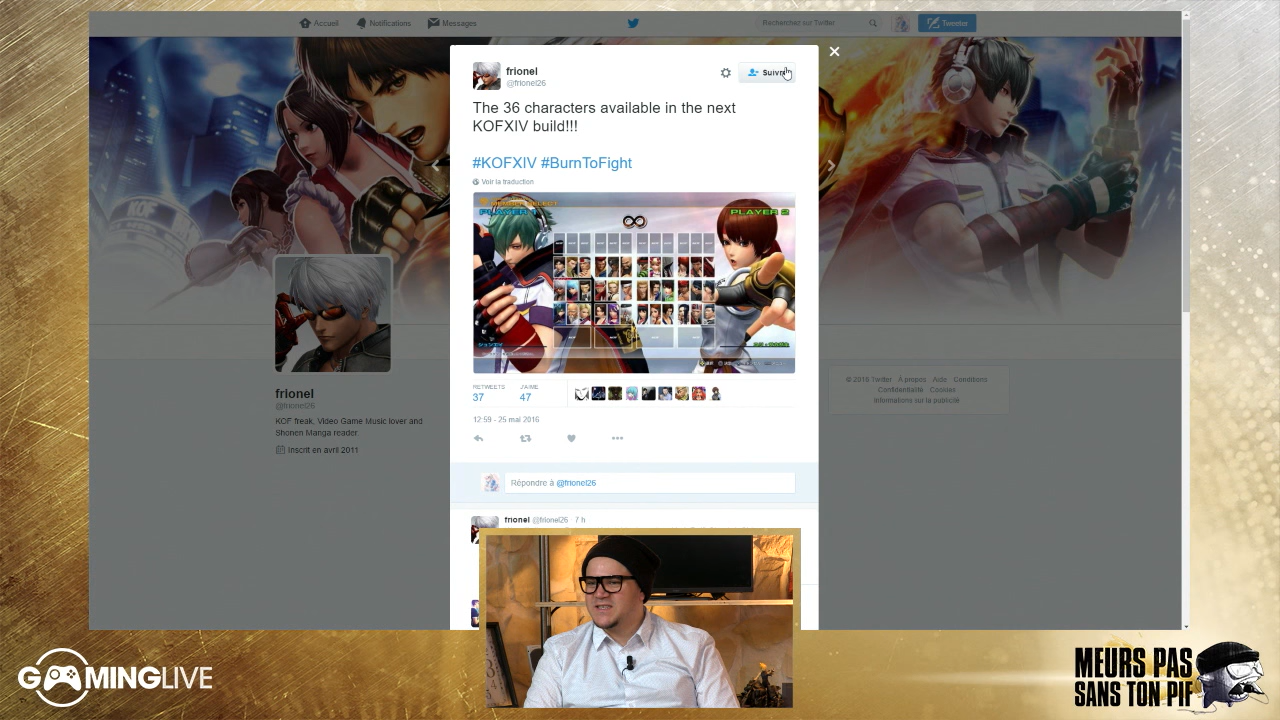 Accueil
Notifications
Messages
Recherchez sur Twitter
Tweeter
frionel
@frionel26
Suivre
The 36 characters available in the next
KOFXIV build!!!
#KOFXIV #BurnToFight
Voir la traduction
MEMBER SELECT
PLAYER 1
PLAYER 2
RETWEETS
J'AIME
37
47
12:59 - 25 mai 2016
Répondre à @frionel26
frionel @frionel26 · 7 h
frionel
@frionel26
KOF freak, Video Game Music lover and
Shonen Manga reader.
Inscrit en avril 2011
© 2016 Twitter À propos Aide Conditions
Confidentialité Cookies
Informations sur la publicité
GAMINGLIVE
MEURS PAS
SANS TON PIF